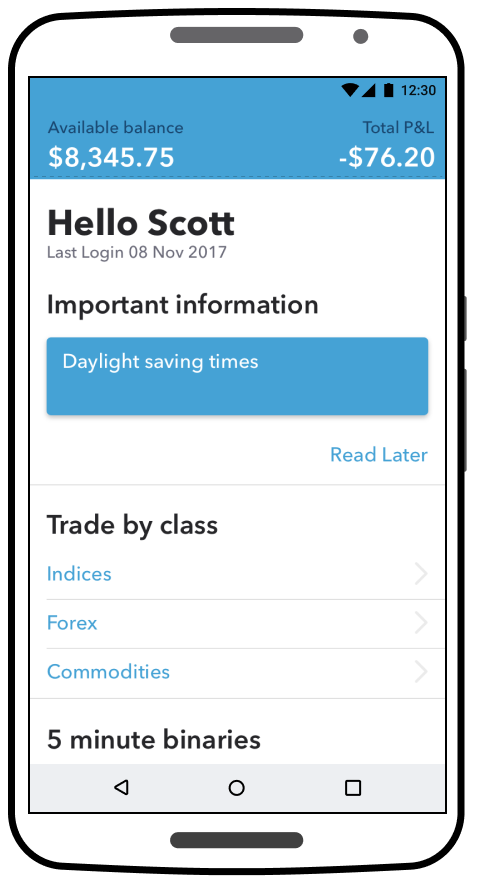 12:30
Available balance Total P&L
$8,345.75 -$76.20
Hello Scott
Last Login 08 Nov 2017
Important information
Daylight saving times
Read Later
Trade by class
Indices
Forex
Commodities
5 minute binaries